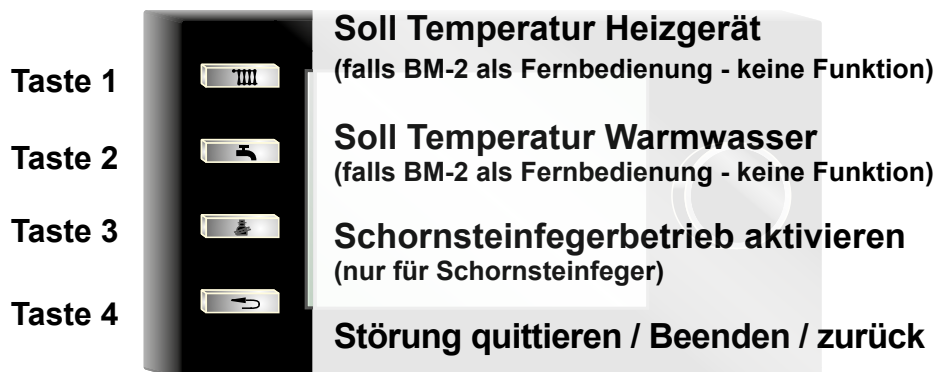 Soll Temperatur Heizgerät
Taste 1
(falls BM-2 als Fernbedienung - keine Funktion)
Soll Temperatur Warmwasser
Taste 2
(falls BM-2 als Fernbedienung - keine Funktion)
Taste 3
Schornsteinfegerbetrieb aktivieren
(nur für Schornsteinfeger)
Taste 4
Störung quittieren / Beenden / zurück